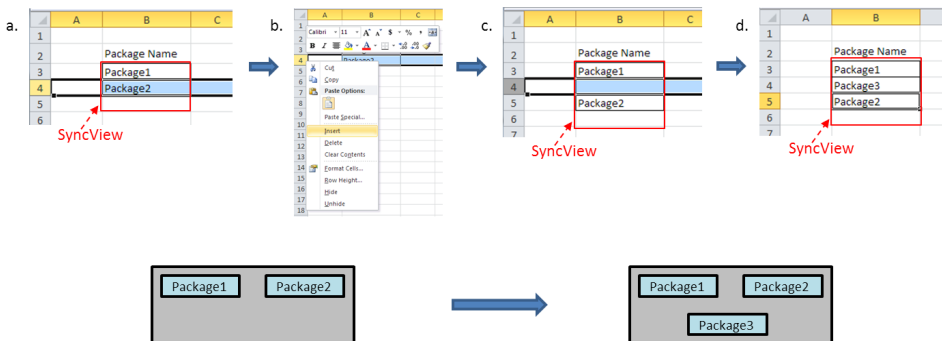 a.
A B C
1
2 Package Name
3 Package1
4 Package2
5
6
SyncView
b.
A B C
1
2
3
4 Package2
5
6
7
8
9
10
11
12
13
14
15
16
17
18
Calibri 11 A A $ % ,
B I A
Cut
Copy
Paste Options:
Paste Special...
Insert
Delete
Clear Contents
Format Cells...
Row Height...
Hide
Unhide
c.
A B C
1
2 Package Name
3 Package1
4
5 Package2
6
7
SyncView
d.
A B
1
2 Package Name
3 Package1
4 Package3
5 Package2
6
7
SyncView
Package1 Package2
Package1 Package2
Package3